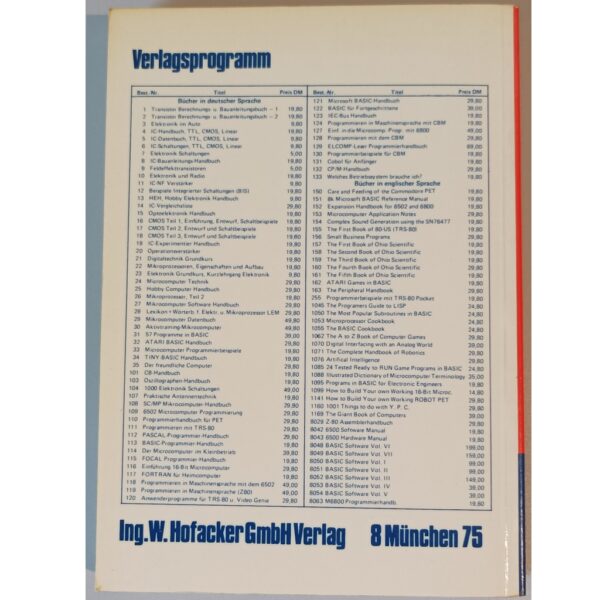 Verlagsprogramm
Best. Nr. Titel Preis DM
Bücher in deutscher Sprache
1 Transistor Berechnungs- u. Bauanleitungsbuch - 1 19,80
2 Transistor Berechnungs- u. Bauanleitungsbuch - 2 19,80
3 Elektronik im Auto 9,80
4 IC-Handbuch, TTL, CMOS, Linear 19,80
5 IC-Datenbuch, TTL, CMOS, Linear 9,80
6 IC-Schaltungen, TTL, CMOS, Linear 9,80
7 Elektronik Schaltungen 5,00
8 IC-Bauanleitungs-Handbuch 19,80
9 Feldeffekttransistoren 5,00
10 Elektronik und Radio 19,80
11 IC-NF Verstärker 9,80
12 Beispiele Integrierter Schaltungen (BIS) 19,80
13 HEH, Hobby Elektronik Handbuch 9,80
14 IC-Vergleichsliste 29,80
15 Optoelektronik Handbuch 19,80
16 CMOS Teil 1, Einführung, Entwurf, Schaltbeispiele 19,80
17 CMOS Teil 2, Entwurf und Schaltbeispiele 19,80
18 CMOS Teil 3, Entwurf und Schaltbeispiele 19,80
19 IC-Experimentier Handbuch 19,80
20 Operationsverstärker 19,80
21 Digitaltechnik Grundkurs 19,80
22 Mikroprozessoren, Eigenschaften und Aufbau 19,80
23 Elektronik Grundkurs, Kurzlehrgang Elektronik 9,80
24 Microcomputer Technik 29,80
25 Hobby Computer Handbuch 29,80
26 Mikroprozessor, Teil 2 19,80
27 Mikrocomputer Software Handbuch 29,80
28 Lexikon + Wörterb. f. Elektr. u. Mikroprozessor LEM 29,80
29 Mikrocomputer Datenbuch 49,80
30 Aktivtraining-Mikrocomputer 49,80
31 57 Programme in BASIC 39,00
32 ATARI BASIC Handbuch 29,80
33 Microcomputer Programmierbeispiele 19,80
34 TINY-BASIC Handbuch 19,80
35 Der freundliche Computer 29,80
101 CB-Handbuch 19,80
103 Oszillographen-Handbuch 19,80
104 1000 Elektronik Schaltungen 49,00
107 Praktische Antennentechnik 19,80
108 SC/MP Mikrocomputer-Handbuch 29,80
109 6502 Microcomputer Programmierung 29,80
110 Programmierhandbuch für PET 29,80
111 Programmieren mit TRS-80 29,80
112 PASCAL-Programmier-Handbuch 29,80
113 BASIC-Programmier-Handbuch 19,80
114 Der Microcomputer im Kleinbetrieb 39,80
115 FOCAL Programmier Handbuch 19,80
116 Einführung 16-Bit Microcomputer 29,80
117 FORTRAN für Heimcomputer 19,80
118 Programmieren in Maschinensprache mit dem 6502 49,00
119 Programmieren in Maschinensprache (Z80) 49,00
120 Anwenderprogramme für TRS-80 u. Video Genie 29,80
Best. Nr Titel Preis DM
121 Microsoft BASIC-Handbuch 29,80
122 BASIC für Fortgeschrittene 39,00
123 IEC-Bus Handbuch 19,80
124 Programmieren in Maschinensprache mit CBM 19,80
127 Einf. in die Microcomp. Progr. mit 6800 49,00
128 Programmieren mit dem CBM 29,80
129 ELCOMP-Laser Programmierhandbuch
130 Programmierbeispiele für CBM 19,80
131 Cobol für Anfänger 19,80
132 CP/M-Handbuch 29,80
133 Welches Betriebssystem brauche ich?
Bücher in englischer Sprache
150 Care and Feeding of the Commodore PET 19,80
151 8k Microsoft BASIC Reference Manual 19,80
152 Expansion Handbook for 6502 and 6800 19,80
153 Microcomputer Application Notes 29,80
154 Complex Sound Generation using the SN76477 19,80
155 The First Book of 80-US (TRS-80) 19,80
156 Small Business Programs 29,80
157 The First Book of Ohio Scientific 19,80
158 The Second Book of Ohio Scientific 19,80
159 The Third Book of Ohio Scientific 19,80
160 The Fourth Book of Ohio Scientific 29,80
161 The Fifth Book of Ohio Scientific 19,80
162 ATARI Games in BASIC 19,80
163 The Peripheral Handbook 29,80
255 Programmierbeispiele mit TRS-80 Pocket 19,80
1045 The Programers Guide to LISP 24,80
1050 The Most Popular Subroutines in BASIC 24,80
1053 Microprocessor Cookbook 24,80
1055 The BASIC Cookbook 24,80
1062 The A to Z Book of Computer Games 29,80
1070 Digital Interfacing with an Analog World 39,00
1071 The Complete Handbook of Robotics 29,80
1076 Artificial Intelligence 29,80
1085 24 Tested Ready to RUN Game Programs in BASIC 24,80
1088 Illustrated Dictionary of Microcomputer Terminology 35,00
1095 Programs in BASIC for Electronic Engineers 19,80
1099 How to Build Your own Working 16-Bit Microc. 14,80
1141 How to Build Your own Working ROBOT PET 29,80
1160 1001 Things to do with Y. P. C. 29,80
1169 The Giant Book of Computers 39,00
8029 Z-80 Assemblerhandbuch 29,80
8042 6500 Software Manual 19,80
8043 6500 Hardware Manual 19,80
8048 BASIC Software Vol. VI 199,00
8049 BASIC Software Vol. VII 159,00
8050 BASIC Software Vol. I 99,00
8051 BASIC Software Vol. II 99,00
8052 BASIC Software Vol. III 149,00
8053 BASIC Software Vol. IV 39,00
8054 BASIC Software Vol. V 39,00
8063 M6800 Programmierhandb. 19,80
Ing. W. Hofacker GmbH Verlag 8 München 75